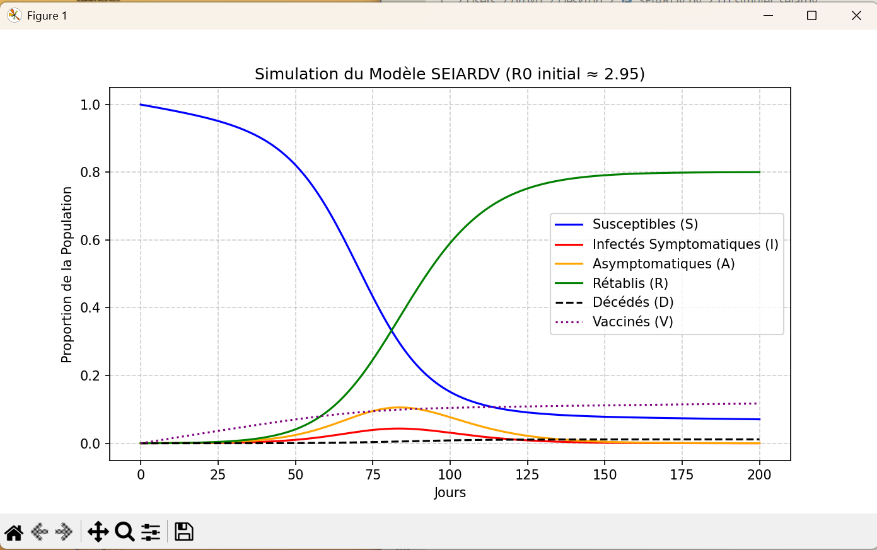 Figure 1
Simulation du Modèle SEIARDV (R0 initial ≈ 2.95)
Proportion de la Population
1.0
0.8
0.6
0.4
0.2
0.0
Susceptibles (S)
Infectés Symptomatiques (I)
Asymptomatiques (A)
Rétablis (R)
Décédés (D)
Vaccinés (V)
0 25 50 75 100 125 150 175 200
Jours